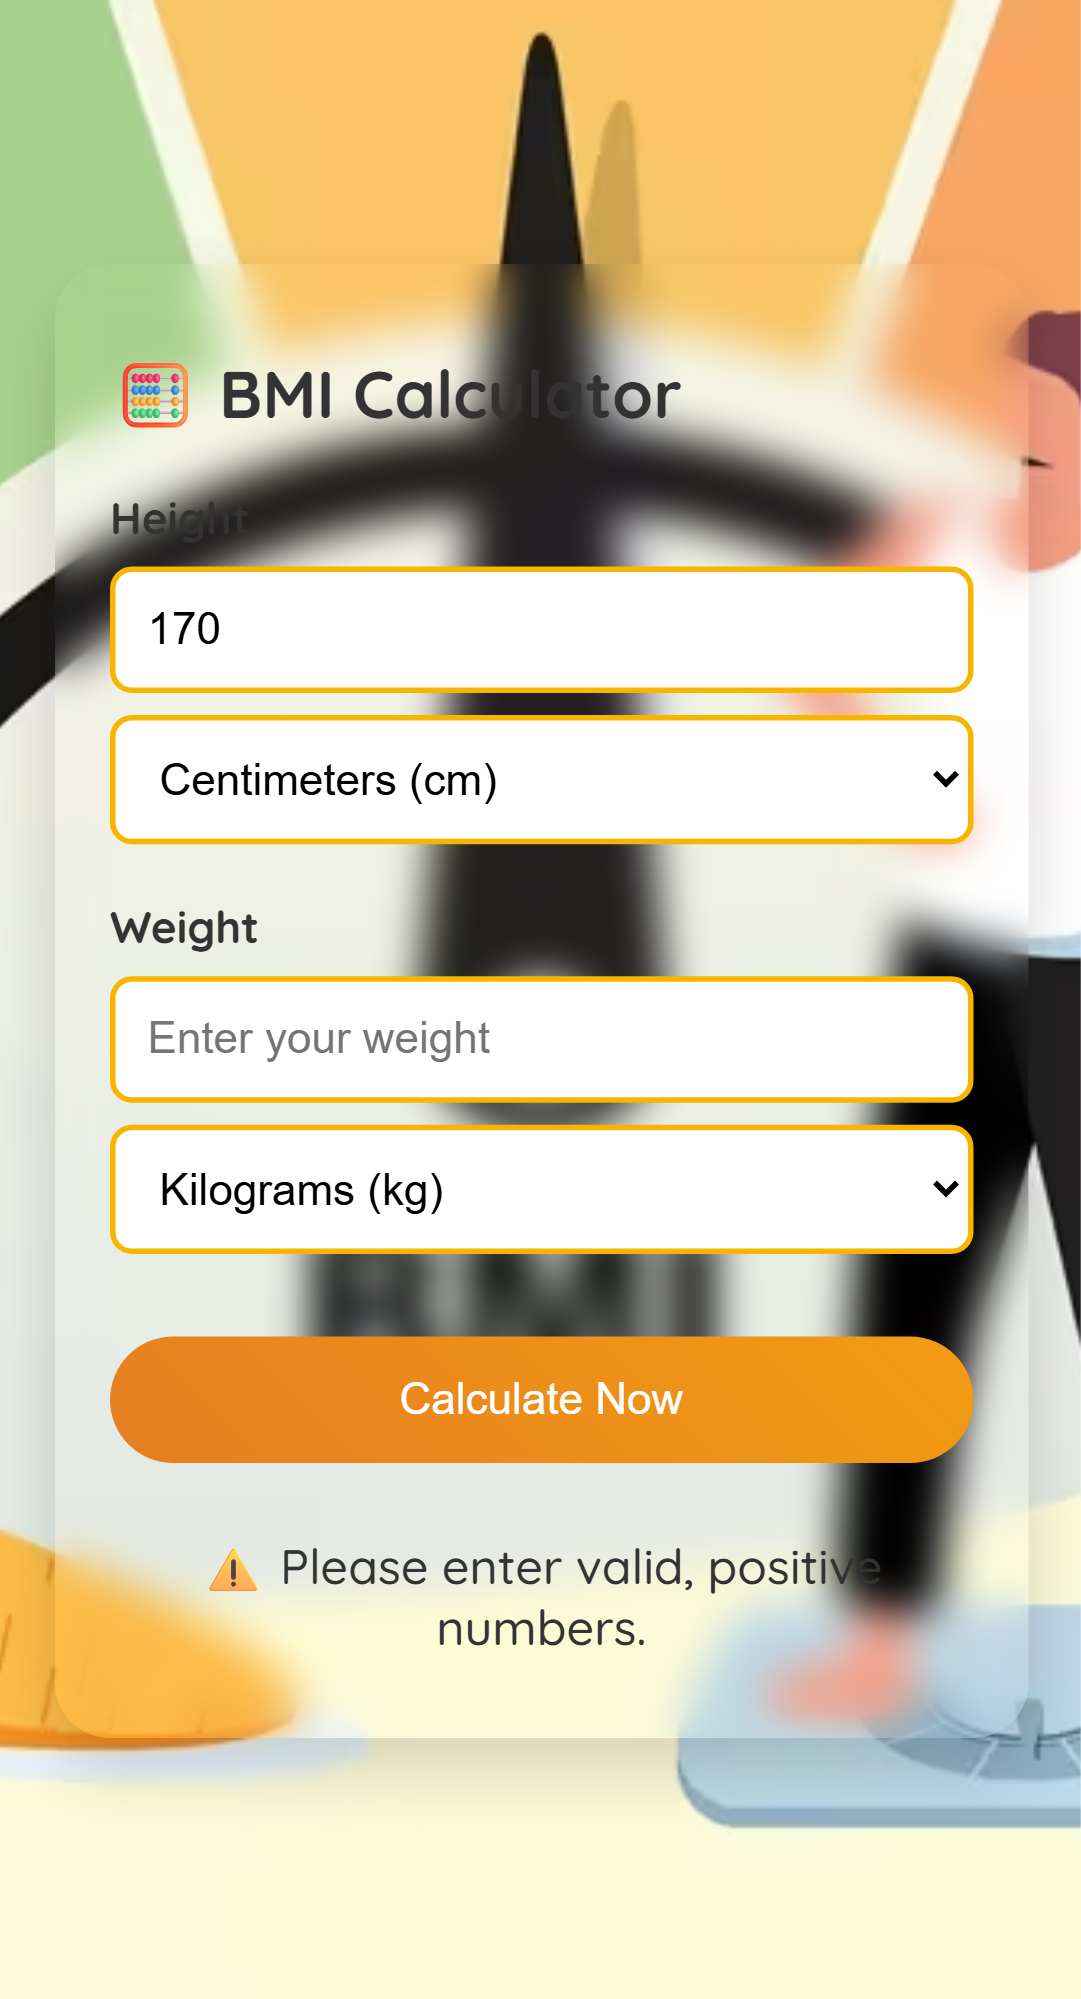 🧮 BMI Calculator
Height
170
Centimeters (cm)
Weight
Enter your weight
Kilograms (kg)
BMI
Calculate Now
⚠️ Please enter valid, positive
numbers.